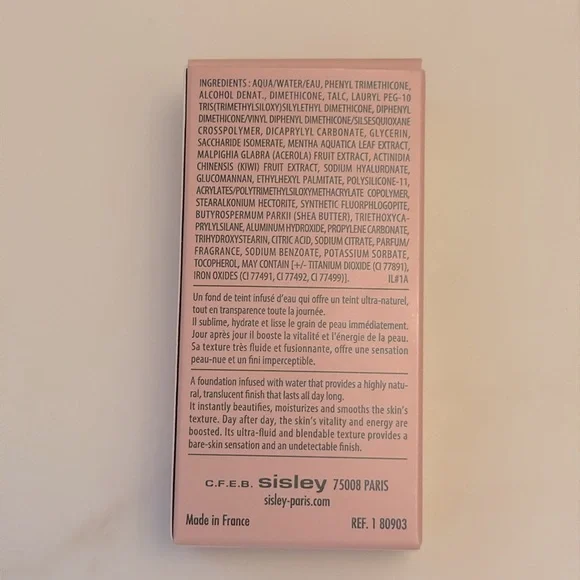 INGREDIENTS : AQUA/WATER/EAU, PHENYL TRIMETHICONE,
ALCOHOL DENAT., DIMETHICONE, TALC, LAURYL PEG-10
TRIS(TRIMETHYLSILOXY)SILYLETHYL DIMETHICONE, DIPHENYL
DIMETHICONE/VINYL DIPHENYL DIMETHICONE/SILSESQUIOXANE
CROSSPOLYMER, DICAPRYLYL CARBONATE, GLYCERIN,
SACCHARIDE ISOMERATE, MENTHA AQUATICA LEAF EXTRACT,
MALPIGHIA GLABRA (ACEROLA) FRUIT EXTRACT, ACTINIDIA
CHINENSIS (KIWI) FRUIT EXTRACT, SODIUM HYALURONATE,
GLUCOMANNAN, ETHYLHEXYL PALMITATE, POLYSILICONE-11,
ACRYLATES/POLYTRIMETHYLSILOXYMETHACRYLATE COPOLYMER,
STEARALKONIUM HECTORITE, SYNTHETIC FLUORPHLOGOPITE,
BUTYROSPERMUM PARKII (SHEA BUTTER), TRIETHOXYCA-
PRYLYLSILANE, ALUMINUM HYDROXIDE, PROPYLENE CARBONATE,
TRIHYDROXYSTEARIN, CITRIC ACID, SODIUM CITRATE, PARFUM/
FRAGRANCE, SODIUM BENZOATE, POTASSIUM SORBATE,
TOCOPHEROL, MAY CONTAIN [+/- TITANIUM DIOXIDE (CI 77891),
IRON OXIDES (CI 77491, CI 77492, CI 77499)]. IL#1A
Un fond de teint infusé d'eau qui offre un teint ultra-naturel,
tout en transparence toute la journée.
Il sublime, hydrate et lisse le grain de peau immédiatement.
Jour après jour il booste la vitalité et l'énergie de la peau.
Sa texture très fluide et fusionnante, offre une sensation
peau-nue et un fini imperceptible.
A foundation infused with water that provides a highly natu-
ral, translucent finish that lasts all day long.
It instantly beautifies, moisturizes and smooths the skin's
texture. Day after day, the skin's vitality and energy are
boosted. Its ultra-fluid and blendable texture provides a
bare-skin sensation and an undetectable finish.
C.F.E.B. sisley 75008 PARIS
sisley-paris.com
Made in France REF. 1 80903